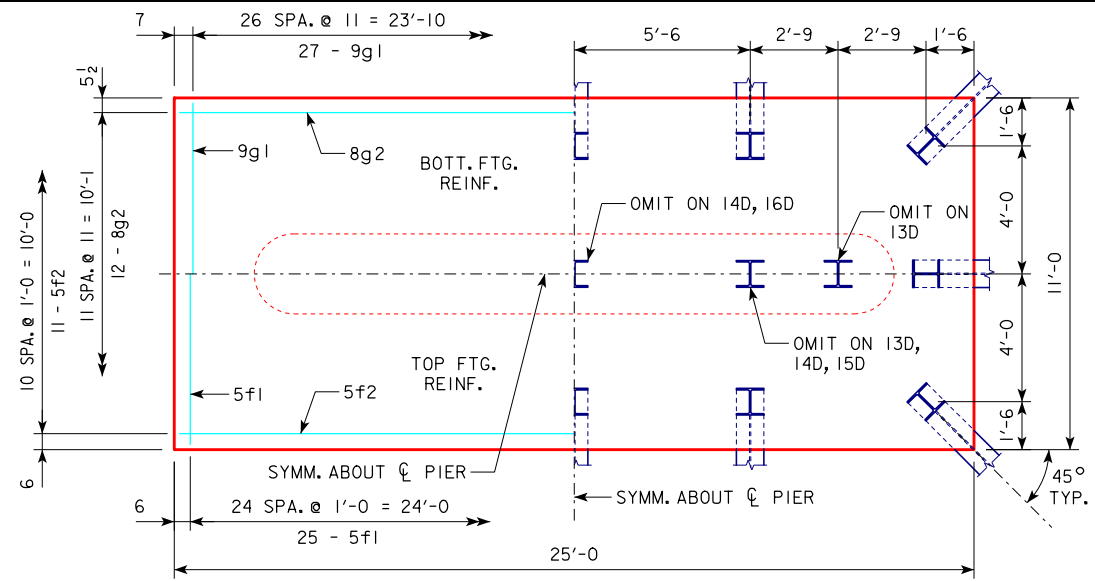 7
26 SPA. @ 11 = 23'-10
27 - 9g1
5'-6
2'-9
2'-9
1'-6
5 1/2
9g1
8g2
BOTT. FTG.
REINF.
OMIT ON 14D, 16D
OMIT ON
13D
1'-6
4'-0
11'-0
4'-0
1'-6
10 SPA. @ 1'-0 = 10'-0
11 - 5f2
11 SPA. @ 11 = 10'-1
12 - 8g2
TOP FTG.
REINF.
OMIT ON 13D,
14D, 15D
5f1
5f2
6
SYMM. ABOUT ℄ PIER
SYMM. ABOUT ℄ PIER
45°
TYP.
6
24 SPA. @ 1'-0 = 24'-0
25 - 5f1
25'-0